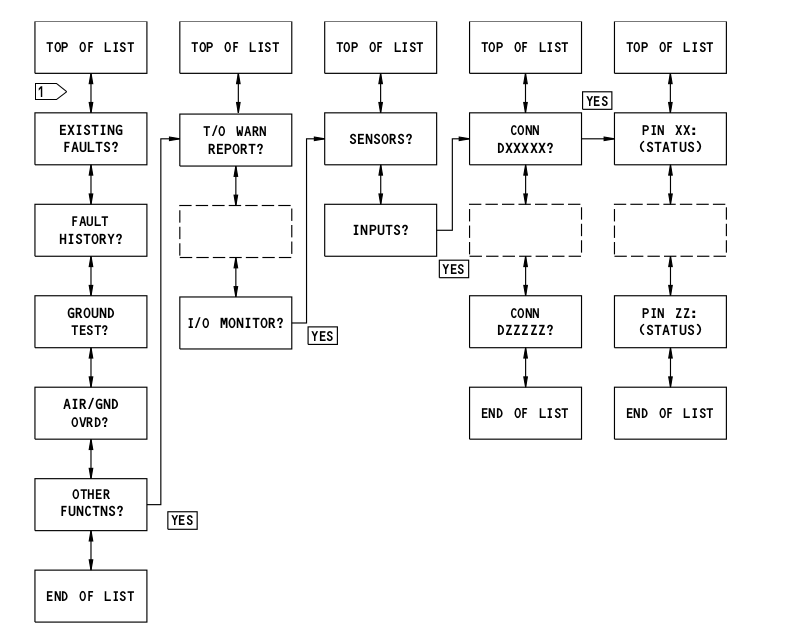 TOP OF LIST
1
EXISTING
FAULTS?
FAULT
HISTORY?
GROUND
TEST?
AIR/GND
OVRD?
OTHER
FUNCTNS?
YES
END OF LIST
TOP OF LIST
T/O WARN
REPORT?
I/O MONITOR?
YES
TOP OF LIST
SENSORS?
INPUTS?
YES
TOP OF LIST
CONN
DXXXXX?
YES
CONN
DZZZZZ?
END OF LIST
TOP OF LIST
PIN XX:
(STATUS)
PIN ZZ:
(STATUS)
END OF LIST